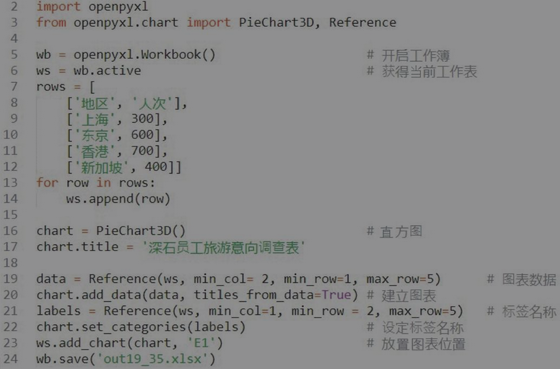 2 import openpyxl
3 from openpyxl.chart import PieChart3D, Reference
4
5 wb = openpyxl.Workbook() # 开启工作簿
6 ws = wb.active # 获得当前工作表
7 rows = [
8 ['地区', '人次'],
9 ['上海', 300],
10 ['东京', 600],
11 ['香港', 700],
12 ['新加坡', 400]]
13 for row in rows:
14 ws.append(row)
15
16 chart = PieChart3D() # 直方图
17 chart.title = '深石员工旅游意向调查表'
18
19 data = Reference(ws, min_col= 2, min_row=1, max_row=5) # 图表数据
20 chart.add_data(data, titles_from_data=True) # 建立图表
21 labels = Reference(ws, min_col=1, min_row = 2, max_row=5) # 标签名称
22 chart.set_categories(labels) # 设定标签名称
23 ws.add_chart(chart, 'E1') # 放置图表位置
24 wb.save('out19_35.xlsx')